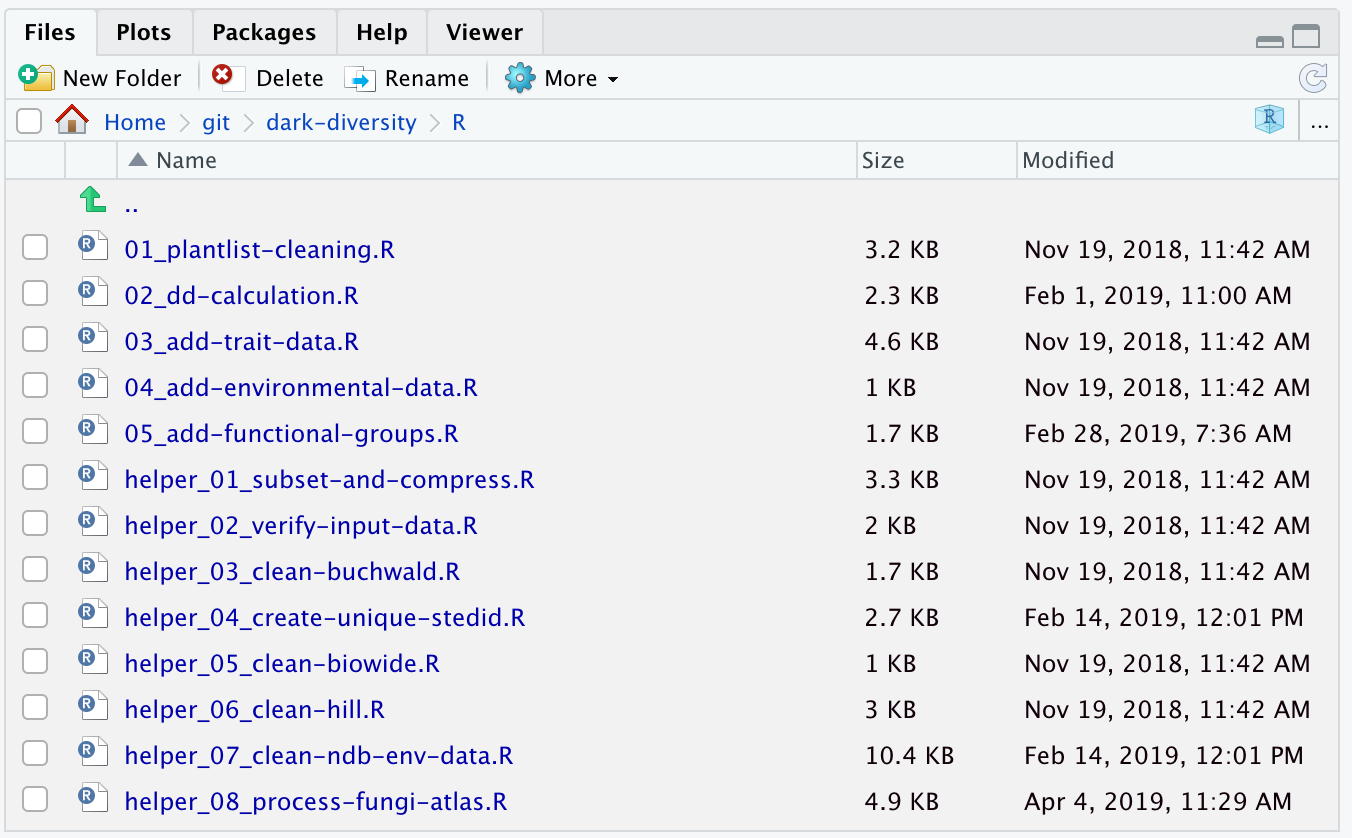 Files Plots Packages Help Viewer
New Folder Delete Rename More
Home git dark-diversity R R ...
Name Size Modified
..
R 01_plantlist-cleaning.R 3.2 KB Nov 19, 2018, 11:42 AM
R 02_dd-calculation.R 2.3 KB Feb 1, 2019, 11:00 AM
R 03_add-trait-data.R 4.6 KB Nov 19, 2018, 11:42 AM
R 04_add-environmental-data.R 1 KB Nov 19, 2018, 11:42 AM
R 05_add-functional-groups.R 1.7 KB Feb 28, 2019, 7:36 AM
R helper_01_subset-and-compress.R 3.3 KB Nov 19, 2018, 11:42 AM
R helper_02_verify-input-data.R 2 KB Nov 19, 2018, 11:42 AM
R helper_03_clean-buchwald.R 1.7 KB Nov 19, 2018, 11:42 AM
R helper_04_create-unique-stedid.R 2.7 KB Feb 14, 2019, 12:01 PM
R helper_05_clean-biowide.R 1 KB Nov 19, 2018, 11:42 AM
R helper_06_clean-hill.R 3 KB Nov 19, 2018, 11:42 AM
R helper_07_clean-ndb-env-data.R 10.4 KB Feb 14, 2019, 12:01 PM
R helper_08_process-fungi-atlas.R 4.9 KB Apr 4, 2019, 11:29 AM